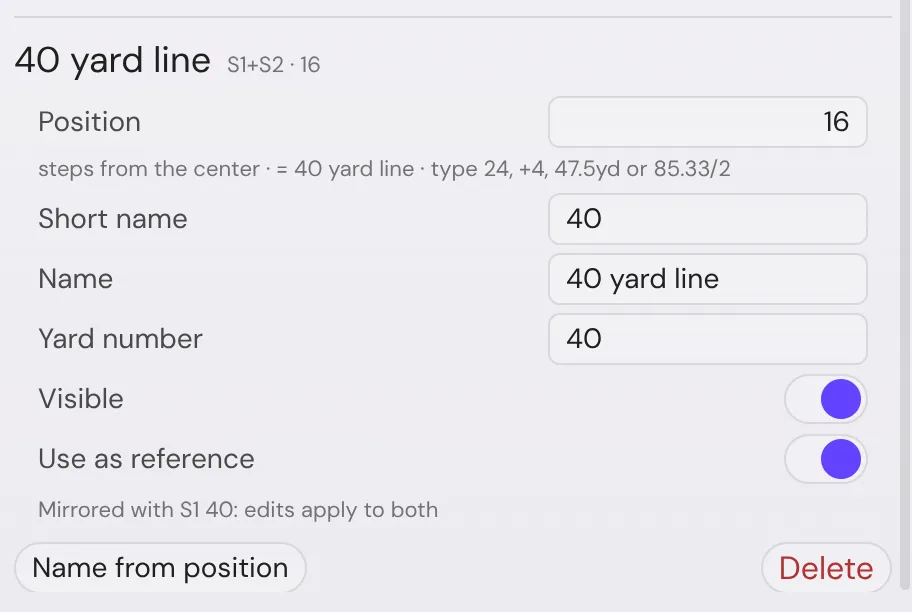 40 yard line S1+S2 · 16
Position 16
steps from the center · = 40 yard line · type 24, +4, 47.5yd or 85.33/2
Short name 40
Name 40 yard line
Yard number 40
Visible
Use as reference
Mirrored with S1 40: edits apply to both
Name from position Delete